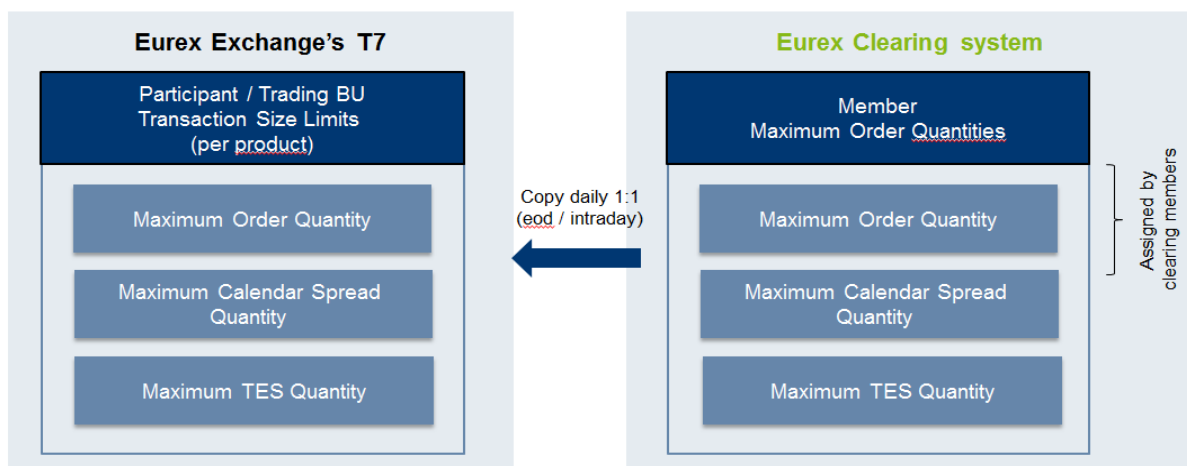 Eurex Exchange's T7
Participant / Trading BU
Transaction Size Limits
(per product)
Maximum Order Quantity
Maximum Calendar Spread
Quantity
Maximum TES Quantity
Copy daily 1:1
(eod / intraday)
Eurex Clearing system
Member
Maximum Order Quantities
Maximum Order Quantity
Maximum Calendar Spread
Quantity
Maximum TES Quantity
Assigned by
clearing members